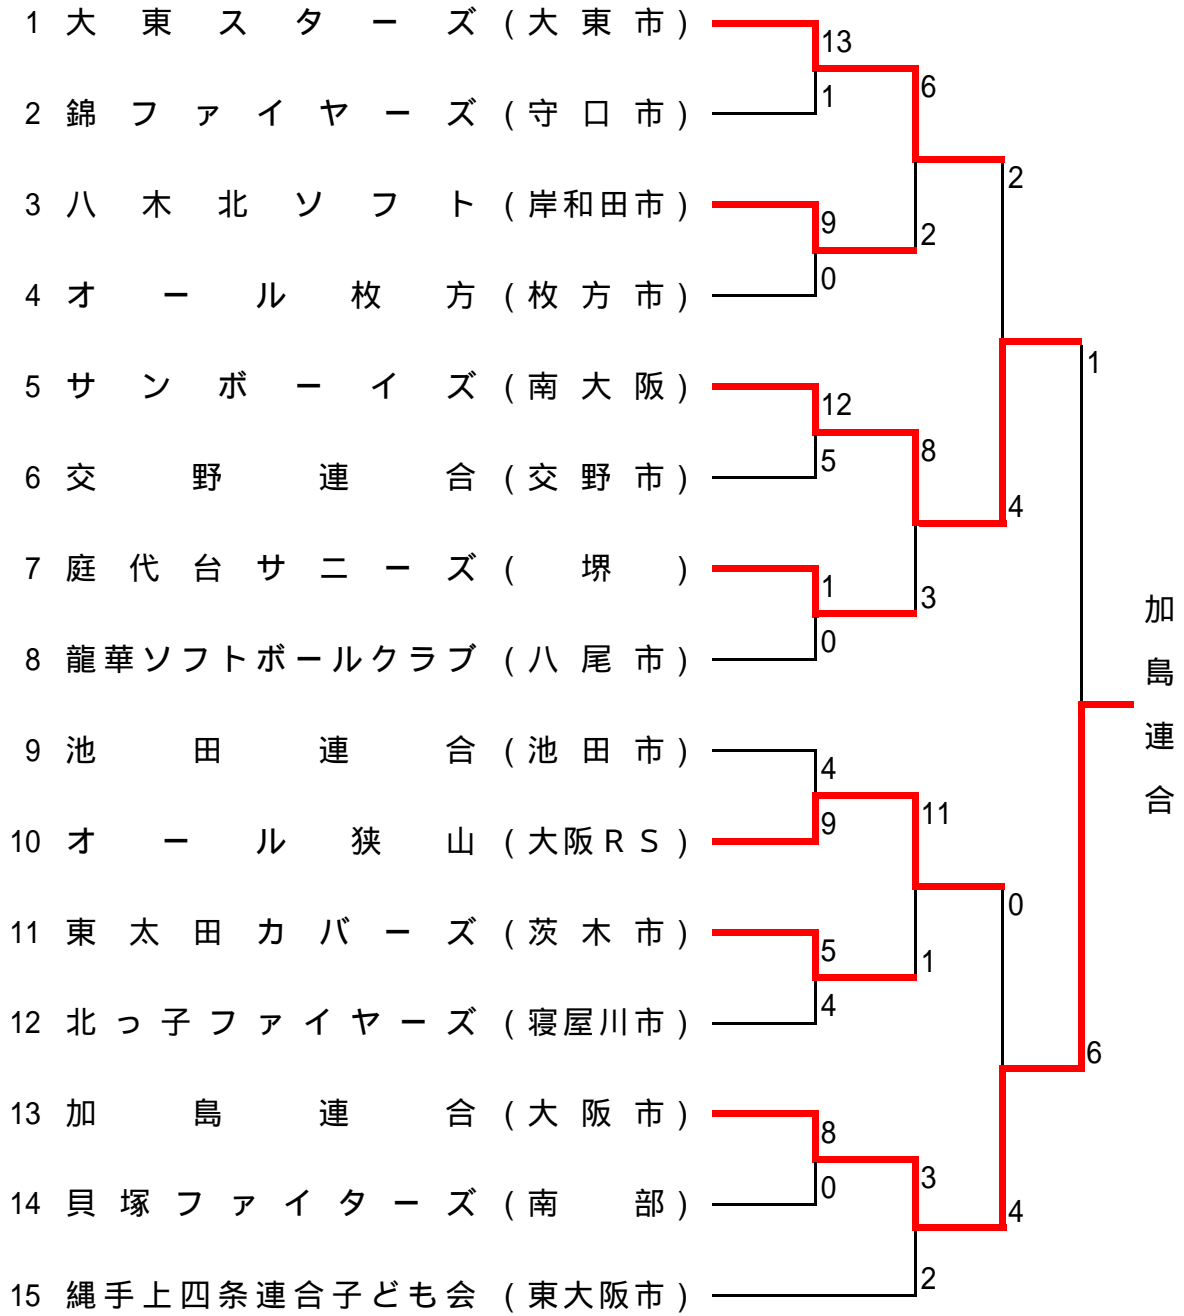 1 大東スターズ (大東市)
13
6
1
2 錦ファイヤーズ (守口市)
2
3 八木北ソフト (岸和田市)
9
2
0
4 オール枚方 (枚方市)
1
5 サンボーイズ (南大阪)
12
8
5
6 交野連合 (交野市)
4
7 庭代台サニーズ (堺)
1
3
0
8 龍華ソフトボールクラブ (八尾市)
加島連合
9 池田連合 (池田市)
4
11
9
10 オール狭山 (大阪RS)
0
11 東太田カバーズ (茨木市)
5
1
4
12 北っ子ファイヤーズ (寝屋川市)
6
13 加島連合 (大阪市)
8
3
0
14 貝塚ファイターズ (南部)
4
2
15 縄手上四条連合子ども会 (東大阪市)